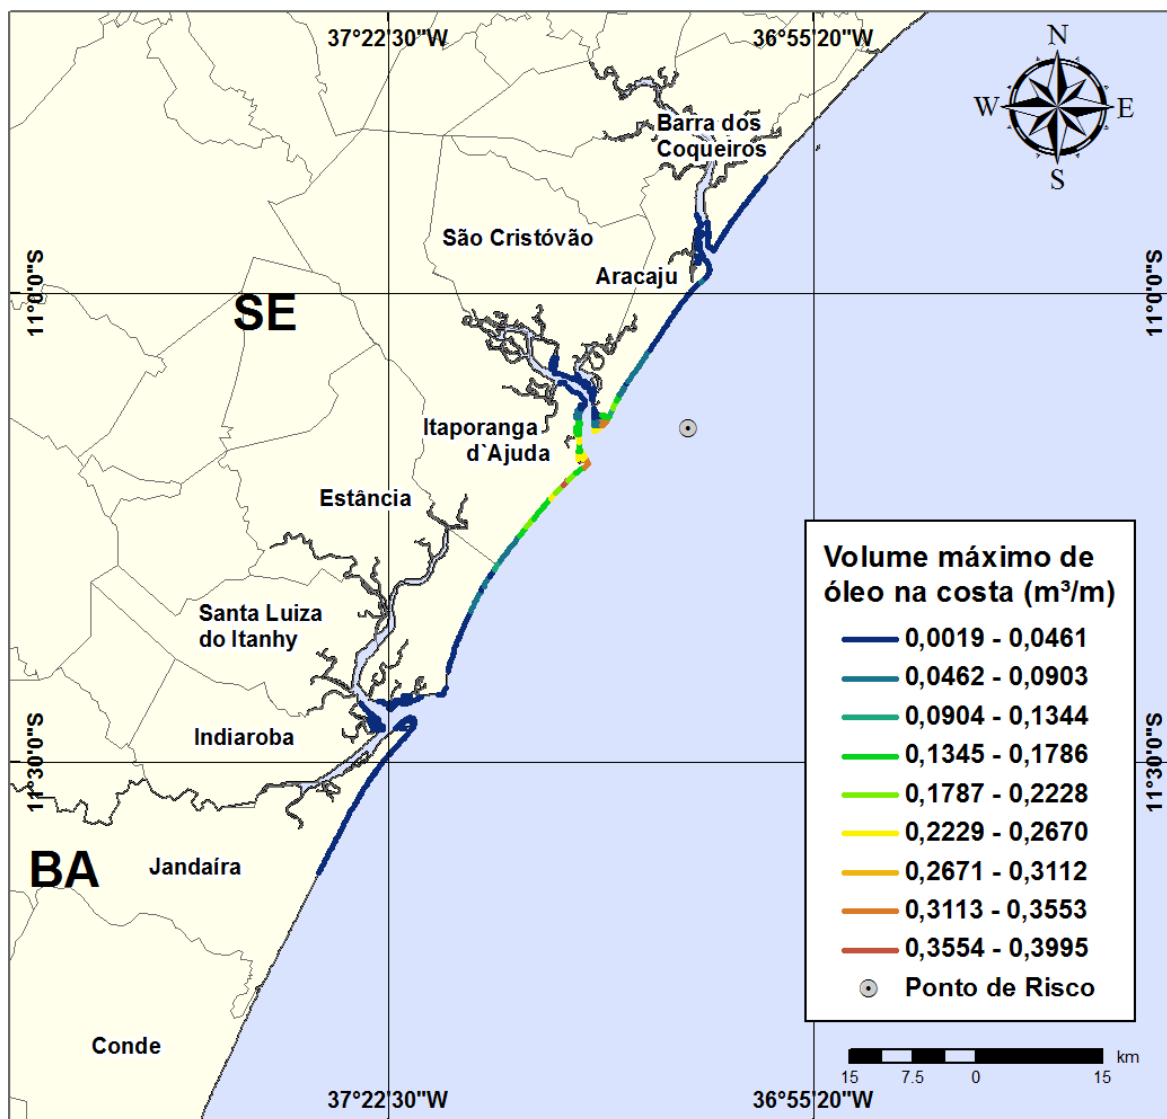 37°22'30"W
36°55'20"W
N
W
E
S
Barra dos
Coqueiros
São Cristóvão
Aracaju
SE
11°0'0"S
11°0'0"S
Itaporanga
d`Ajuda
Estância
Santa Luiza
do Itanhy
Indiaroba
11°30'0"S
11°30'0"S
BA
Jandaíra
Conde
Volume máximo de
óleo na costa (m³/m)
0,0019 - 0,0461
0,0462 - 0,0903
0,0904 - 0,1344
0,1345 - 0,1786
0,1787 - 0,2228
0,2229 - 0,2670
0,2671 - 0,3112
0,3113 - 0,3553
0,3554 - 0,3995
Ponto de Risco
km
15 7.5 0 15
37°22'30"W
36°55'20"W